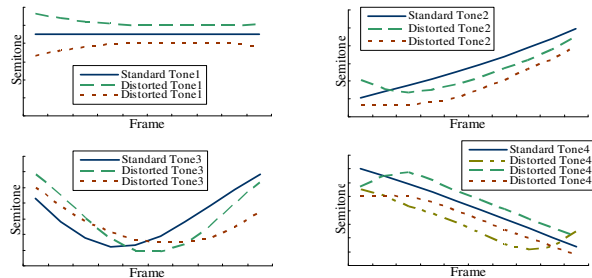 Semitone
Standard Tone1
Distorted Tone1
Distorted Tone1
Frame
Semitone
Standard Tone2
Distorted Tone2
Distorted Tone2
Frame
Semitone
Standard Tone3
Distorted Tone3
Distorted Tone3
Frame
Semitone
Standard Tone4
Distorted Tone4
Distorted Tone4
Distorted Tone4
Frame